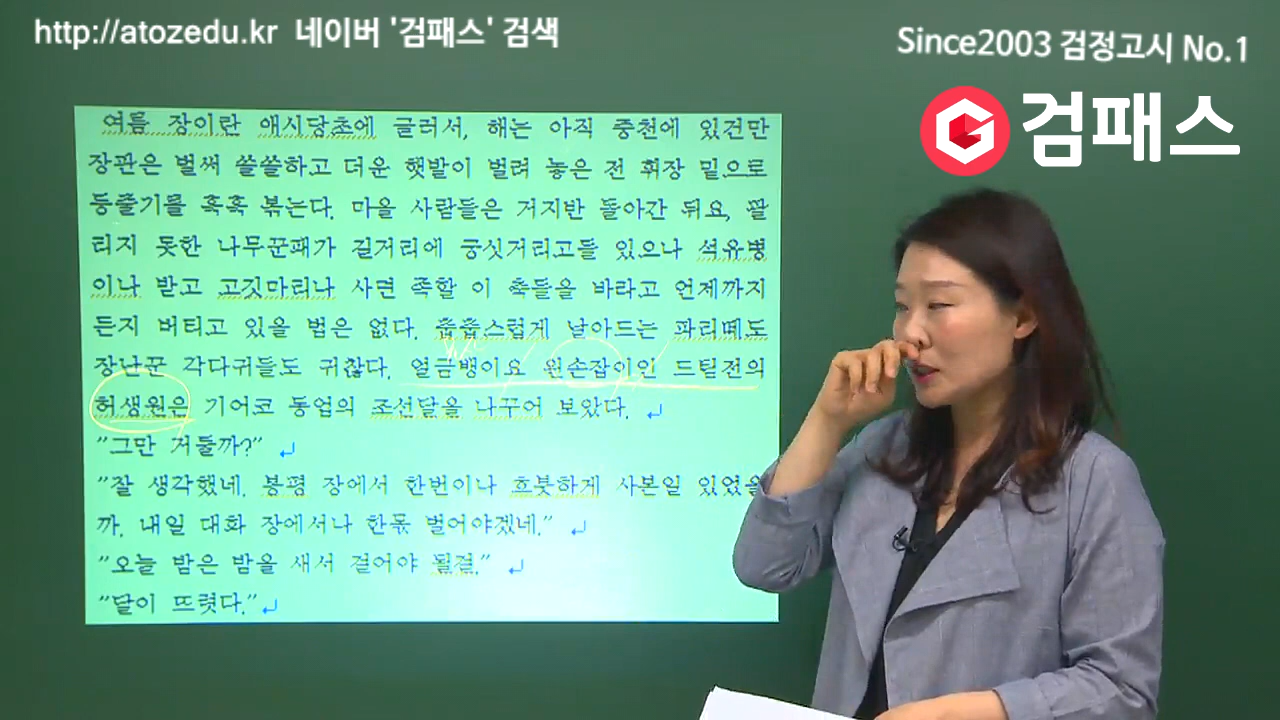 http://atozedu.kr 네이버 '검패스' 검색
Since2003 검정고시 No.1
검패스
여름 장이란 애시당초에 글러서, 해는 아직 중천에 있건만
장판은 벌써 쓸쓸하고 더운 햇발이 벌려 놓은 전 휘장 밑으로
등줄기를 훅훅 볶는다. 마을 사람들은 거지반 돌아간 뒤요, 팔
리지 못한 나무꾼패가 길거리에 궁싯거리고들 있으나 석유병
이나 받고 고깃마리나 사면 족할 이 축들을 바라고 언제까지
든지 버티고 있을 법은 없다. 춥춥스럽게 날아드는 파리떼도
장난꾼 각다귀들도 귀찮다. 얼금뱅이요 왼손잡이인 드팀전의
허생원은 기어코 동업의 조선달을 나꾸어 보았다.
"그만 거둘까?"
"잘 생각했네. 봉평 장에서 한번이나 흐붓하게 사본일 있었을
까. 내일 대화 장에서나 한몫 벌어야겠네."
"오늘 밤은 밤을 새서 걸어야 될걸."
"달이 뜨렷다."